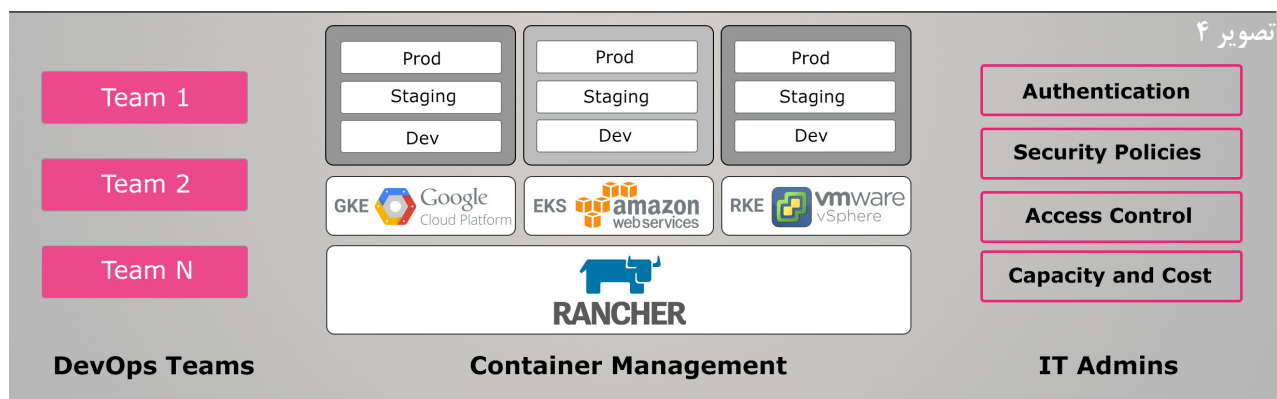 تصویر ۴
Team 1
Team 2
Team N
DevOps Teams
Prod
Staging
Dev
Prod
Staging
Dev
Prod
Staging
Dev
GKE Google Cloud Platform
EKS amazon webservices
RKE vmware vSphere
RANCHER
Container Management
Authentication
Security Policies
Access Control
Capacity and Cost
IT Admins